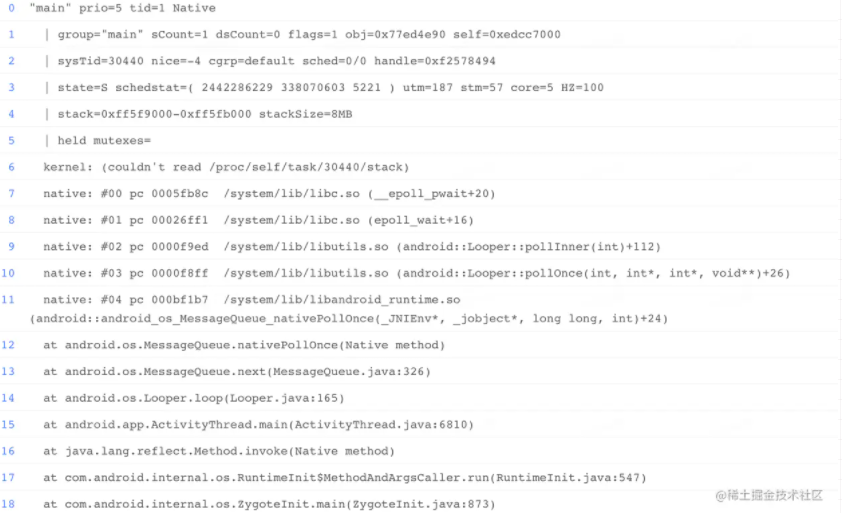 0 "main" prio=5 tid=1 Native
1 | group="main" sCount=1 dsCount=0 flags=1 obj=0x77ed4e90 self=0xedcc7000
2 | sysTid=30440 nice=-4 cgrp=default sched=0/0 handle=0xf2578494
3 | state=S schedstat=( 2442286229 338070603 5221 ) utm=187 stm=57 core=5 HZ=100
4 | stack=0xff5f9000-0xff5fb000 stackSize=8MB
5 | held mutexes=
6 kernel: (couldn't read /proc/self/task/30440/stack)
7 native: #00 pc 0005fb8c /system/lib/libc.so (__epoll_pwait+20)
8 native: #01 pc 00026ff1 /system/lib/libc.so (epoll_wait+16)
9 native: #02 pc 0000f9ed /system/lib/libutils.so (android::Looper::pollInner(int)+112)
10 native: #03 pc 0000f8ff /system/lib/libutils.so (android::Looper::pollOnce(int, int*, int*, void**)+26)
11 native: #04 pc 000bf1b7 /system/lib/libandroid_runtime.so
(android::android_os_MessageQueue_nativePollOnce(_JNIEnv*, _jobject*, long long, int)+24)
12 at android.os.MessageQueue.nativePollOnce(Native method)
13 at android.os.MessageQueue.next(MessageQueue.java:326)
14 at android.os.Looper.loop(Looper.java:165)
15 at android.app.ActivityThread.main(ActivityThread.java:6810)
16 at java.lang.reflect.Method.invoke(Native method)
17 at com.android.internal.os.RuntimeInit$MethodAndArgsCaller.run(RuntimeInit.java:547)
18 at com.android.internal.os.ZygoteInit.main(ZygoteInit.java:873)
@稀土掘金技术社区